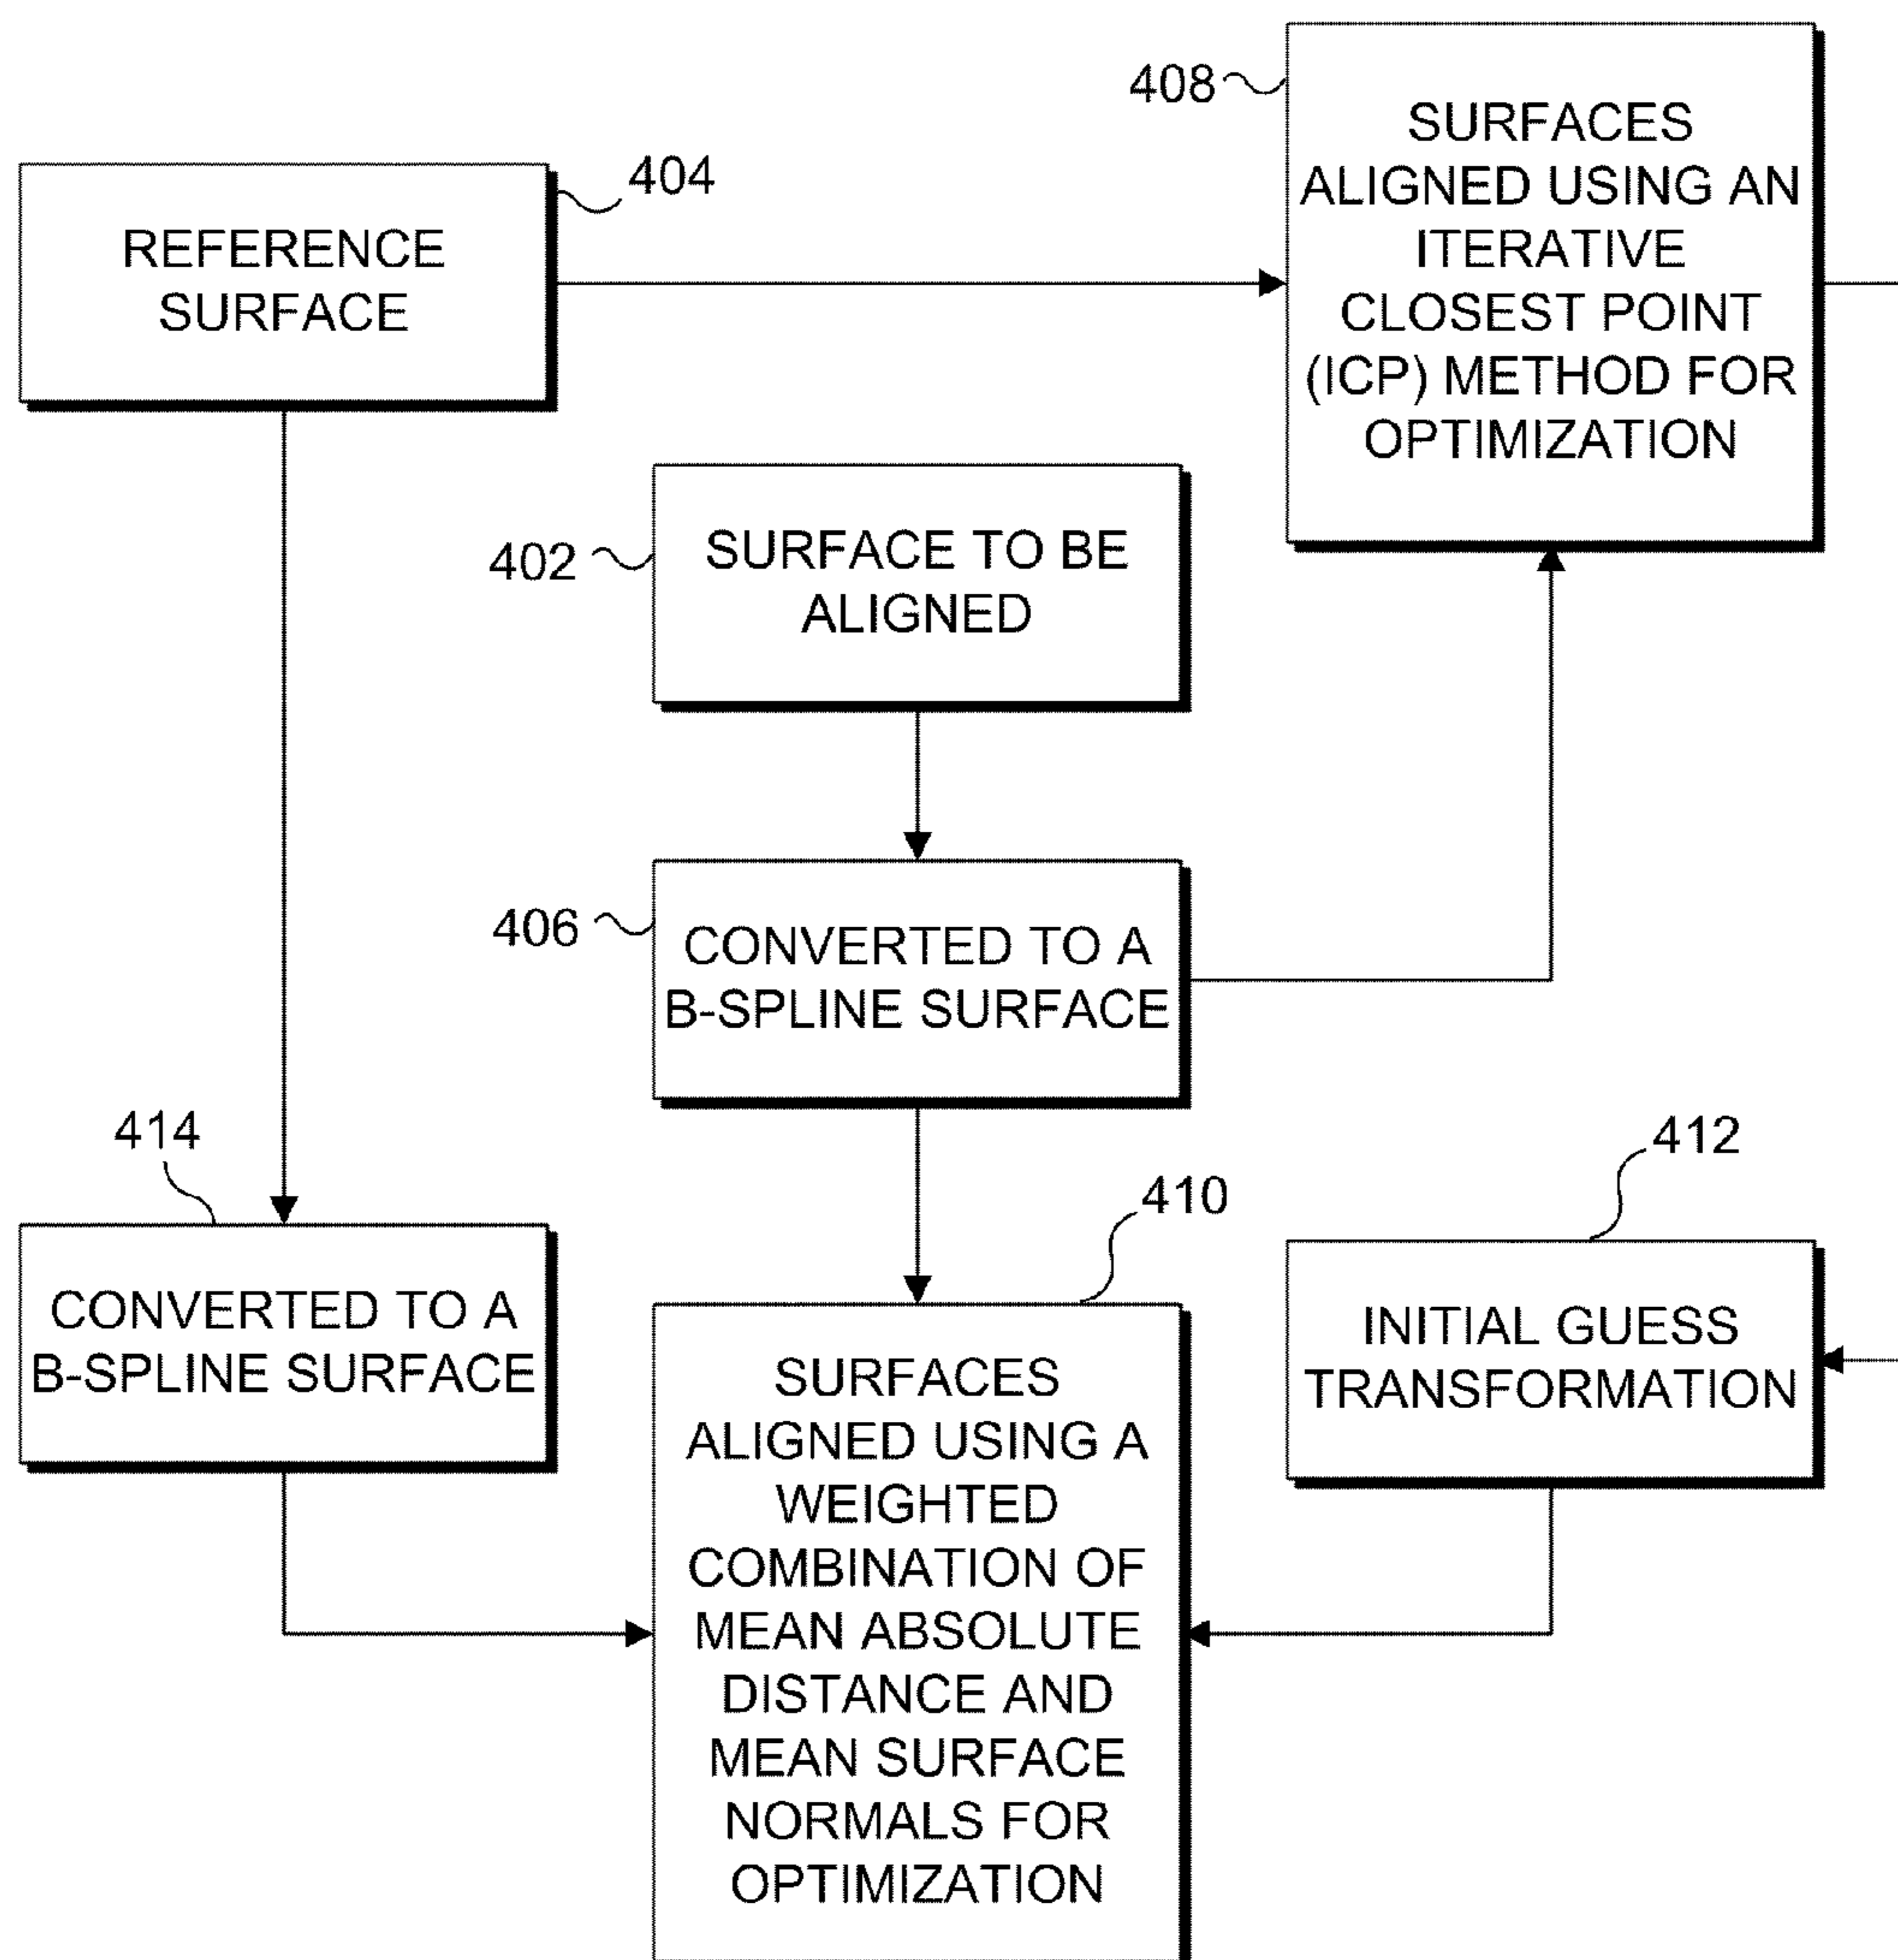 408
SURFACES
ALIGNED USING AN
ITERATIVE
CLOSEST POINT
(ICP) METHOD FOR
OPTIMIZATION
404
REFERENCE
SURFACE
402
SURFACE TO BE
ALIGNED
406
CONVERTED TO A
B-SPLINE SURFACE
414
CONVERTED TO A
B-SPLINE SURFACE
410
SURFACES
ALIGNED USING A
WEIGHTED
COMBINATION OF
MEAN ABSOLUTE
DISTANCE AND
MEAN SURFACE
NORMALS FOR
OPTIMIZATION
412
INITIAL GUESS
TRANSFORMATION